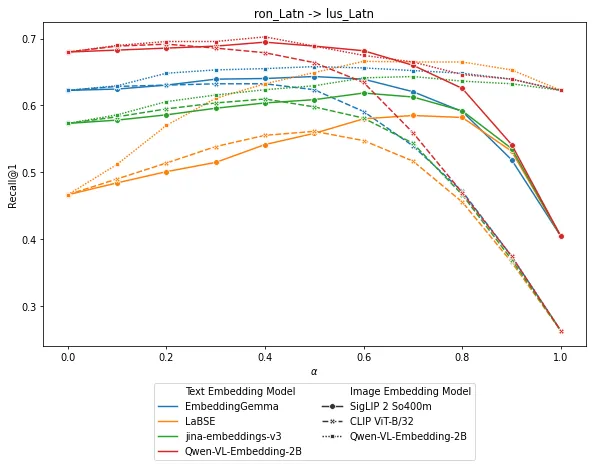 ron_Latn -> lus_Latn
Recall@1
0.7
0.6
0.5
0.4
0.3
0.0
0.2
0.4
0.6
0.8
1.0
α
Text Embedding Model
EmbeddingGemma
LaBSE
jina-embeddings-v3
Qwen-VL-Embedding-2B
Image Embedding Model
SigLIP 2 So400m
CLIP ViT-B/32
Qwen-VL-Embedding-2B